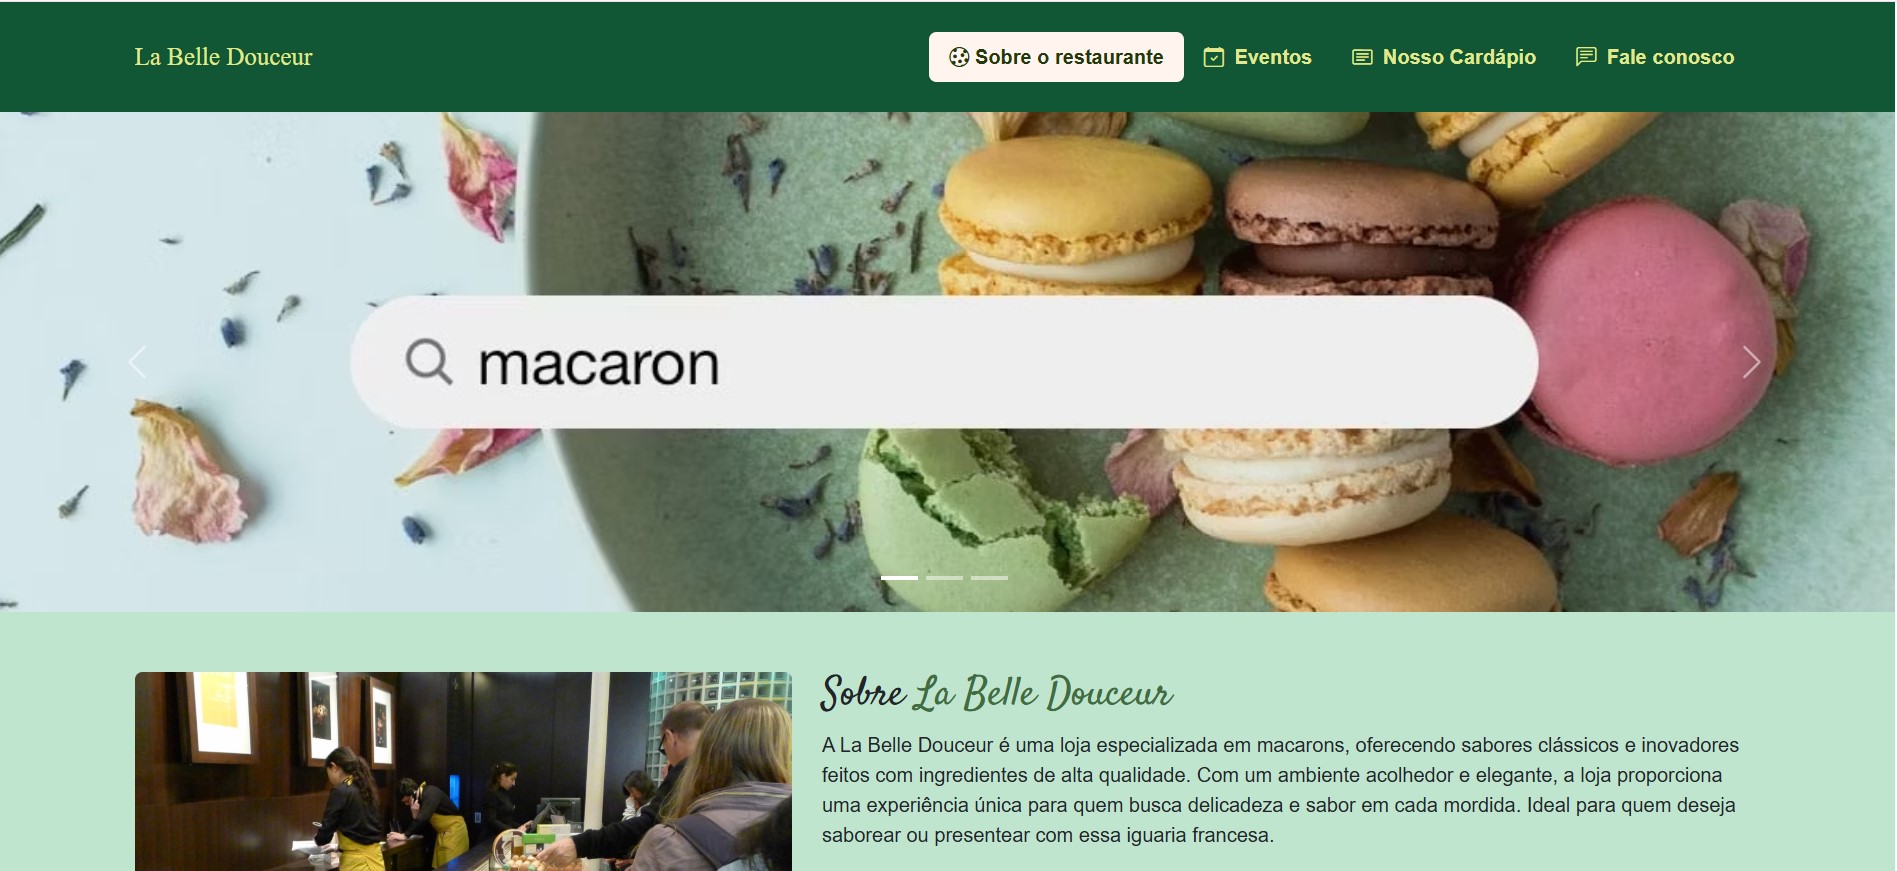 La Belle Douceur
Sobre o restaurante
Eventos
Nosso Cardápio
Fale conosco
macaron
Sobre La Belle Douceur
A La Belle Douceur é uma loja especializada em macarons, oferecendo sabores clássicos e inovadores
feitos com ingredientes de alta qualidade. Com um ambiente acolhedor e elegante, a loja proporciona
uma experiência única para quem busca delicadeza e sabor em cada mordida. Ideal para quem deseja
saborear ou presentear com essa iguaria francesa.